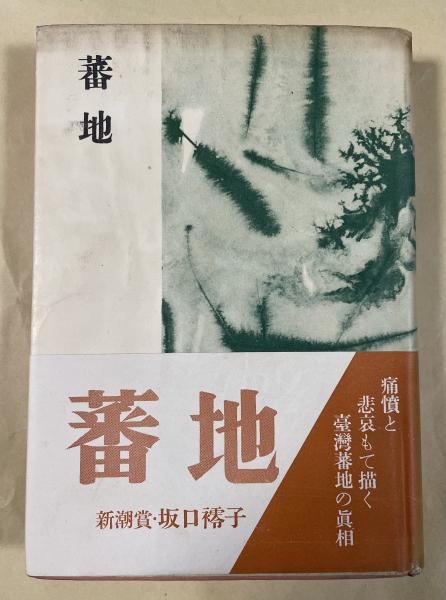 蕃地
蕃地
新潮賞・坂口䙥子
痛憤と
悲哀もて描く
臺灣蕃地の眞相